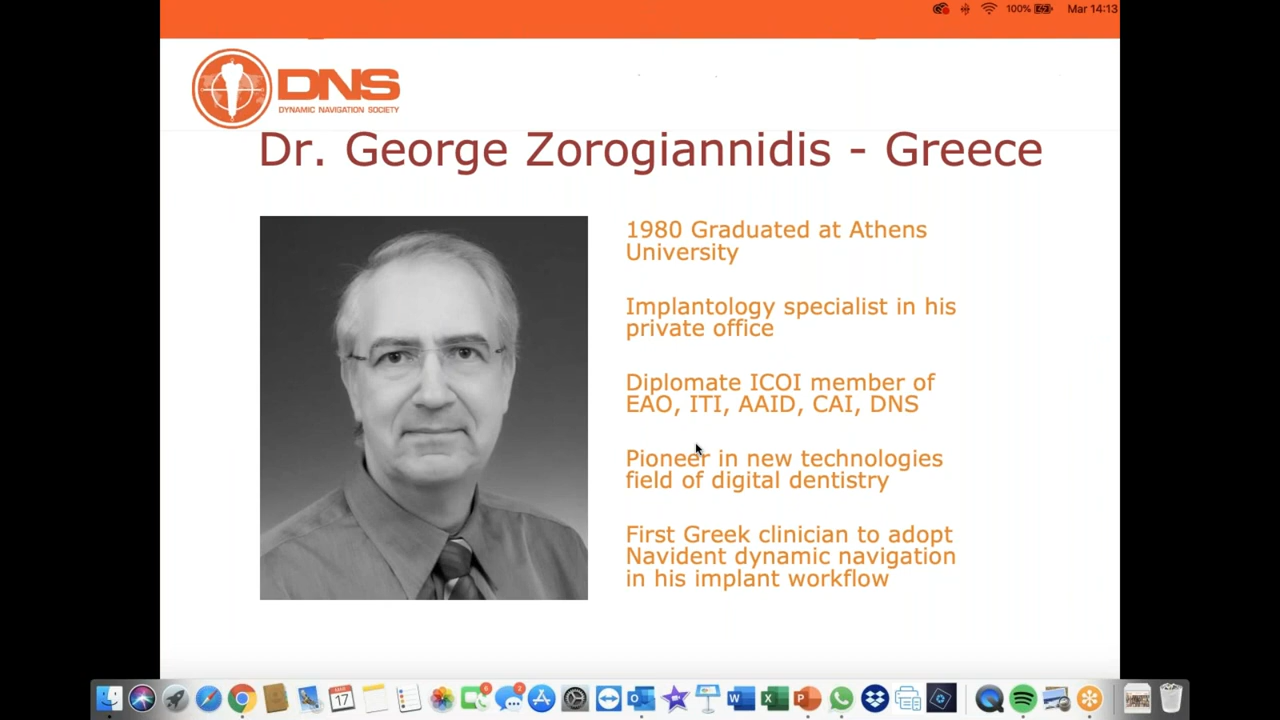 100% Mar 14:13
DNS
DYNAMIC NAVIGATION SOCIETY
Dr. George Zorogiannidis - Greece
1980 Graduated at Athens
University
Implantology specialist in his
private office
Diplomate ICOI member of
EAO, ITI, AAID, CAI, DNS
Pioneer in new technologies
field of digital dentistry
First Greek clinician to adopt
Navident dynamic navigation
in his implant workflow
17